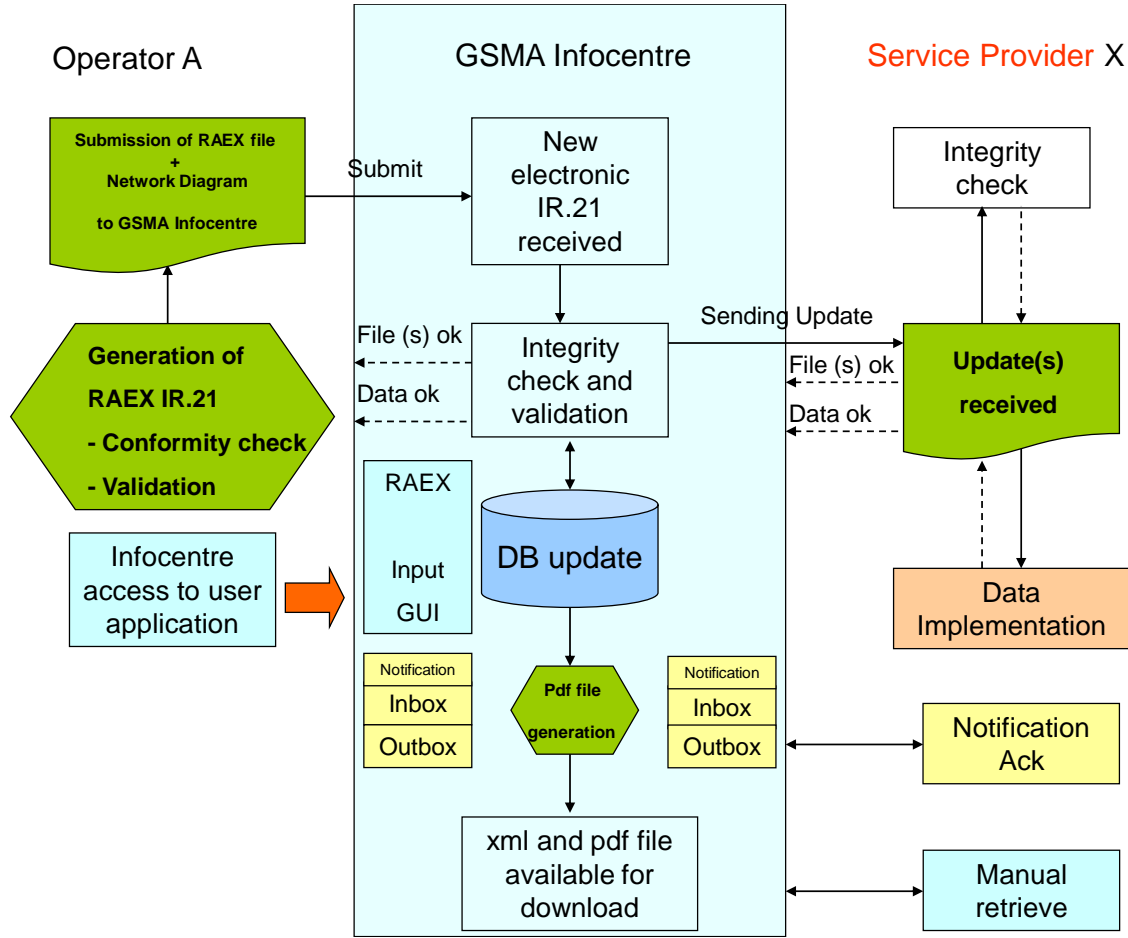 Operator A
GSMA Infocentre
Service Provider X
Submission of RAEX file
+
Network Diagram
to GSMA Infocentre
Submit
New
electronic
IR.21
received
Integrity
check
Generation of
RAEX IR.21
- Conformity check
- Validation
File (s) ok
Data ok
Integrity
check and
validation
Sending Update
File (s) ok
Data ok
Update(s)
received
Infocentre
access to user
application
RAEX
Input
GUI
DB update
Data
Implementation
Notification
Inbox
Outbox
Pdf file
generation
Notification
Inbox
Outbox
Notification
Ack
xml and pdf file
available for
download
Manual
retrieve